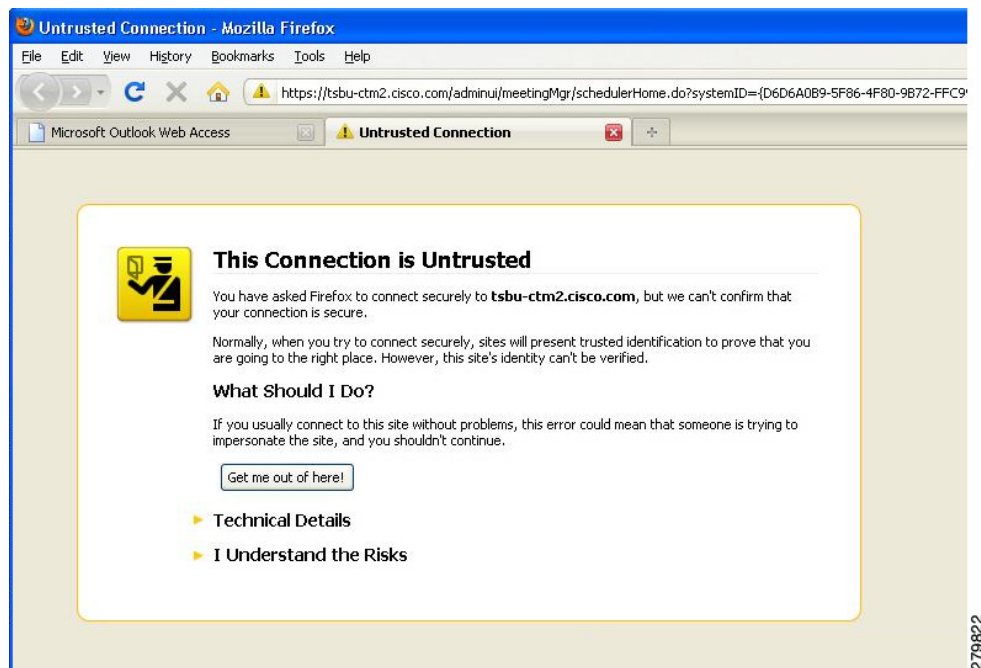 Untrusted Connection - Mozilla Firefox
File Edit View History Bookmarks Tools Help
https://tsbu-ctm2.cisco.com/adminui/meetingMgr/schedulerHome.do?systemID={D6D6A0B9-5F86-4F80-9B72-FFC9
Microsoft Outlook Web Access
Untrusted Connection
This Connection is Untrusted
You have asked Firefox to connect securely to tsbu-ctm2.cisco.com, but we can't confirm that
your connection is secure.
Normally, when you try to connect securely, sites will present trusted identification to prove that you
are going to the right place. However, this site's identity can't be verified.
What Should I Do?
If you usually connect to this site without problems, this error could mean that someone is trying to
impersonate the site, and you shouldn't continue.
Get me out of here!
Technical Details
I Understand the Risks
279822